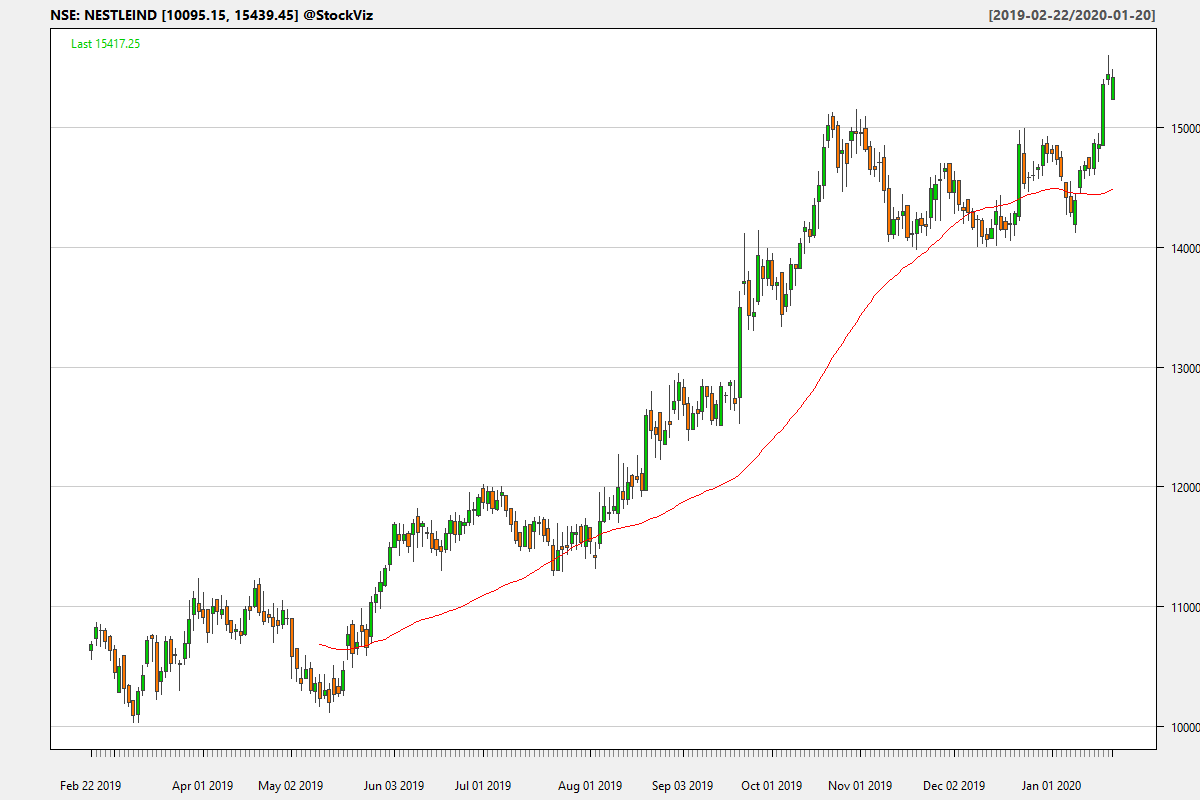 NSE: NESTLEIND [10095.15, 15439.45] @StockViz [2019-02-22/2020-01-20]
Last 15417.25
15000
14000
13000
12000
11000
10000
Feb 22 2019 Apr 01 2019 May 02 2019 Jun 03 2019 Jul 01 2019 Aug 01 2019 Sep 03 2019 Oct 01 2019 Nov 01 2019 Dec 02 2019 Jan 01 2020